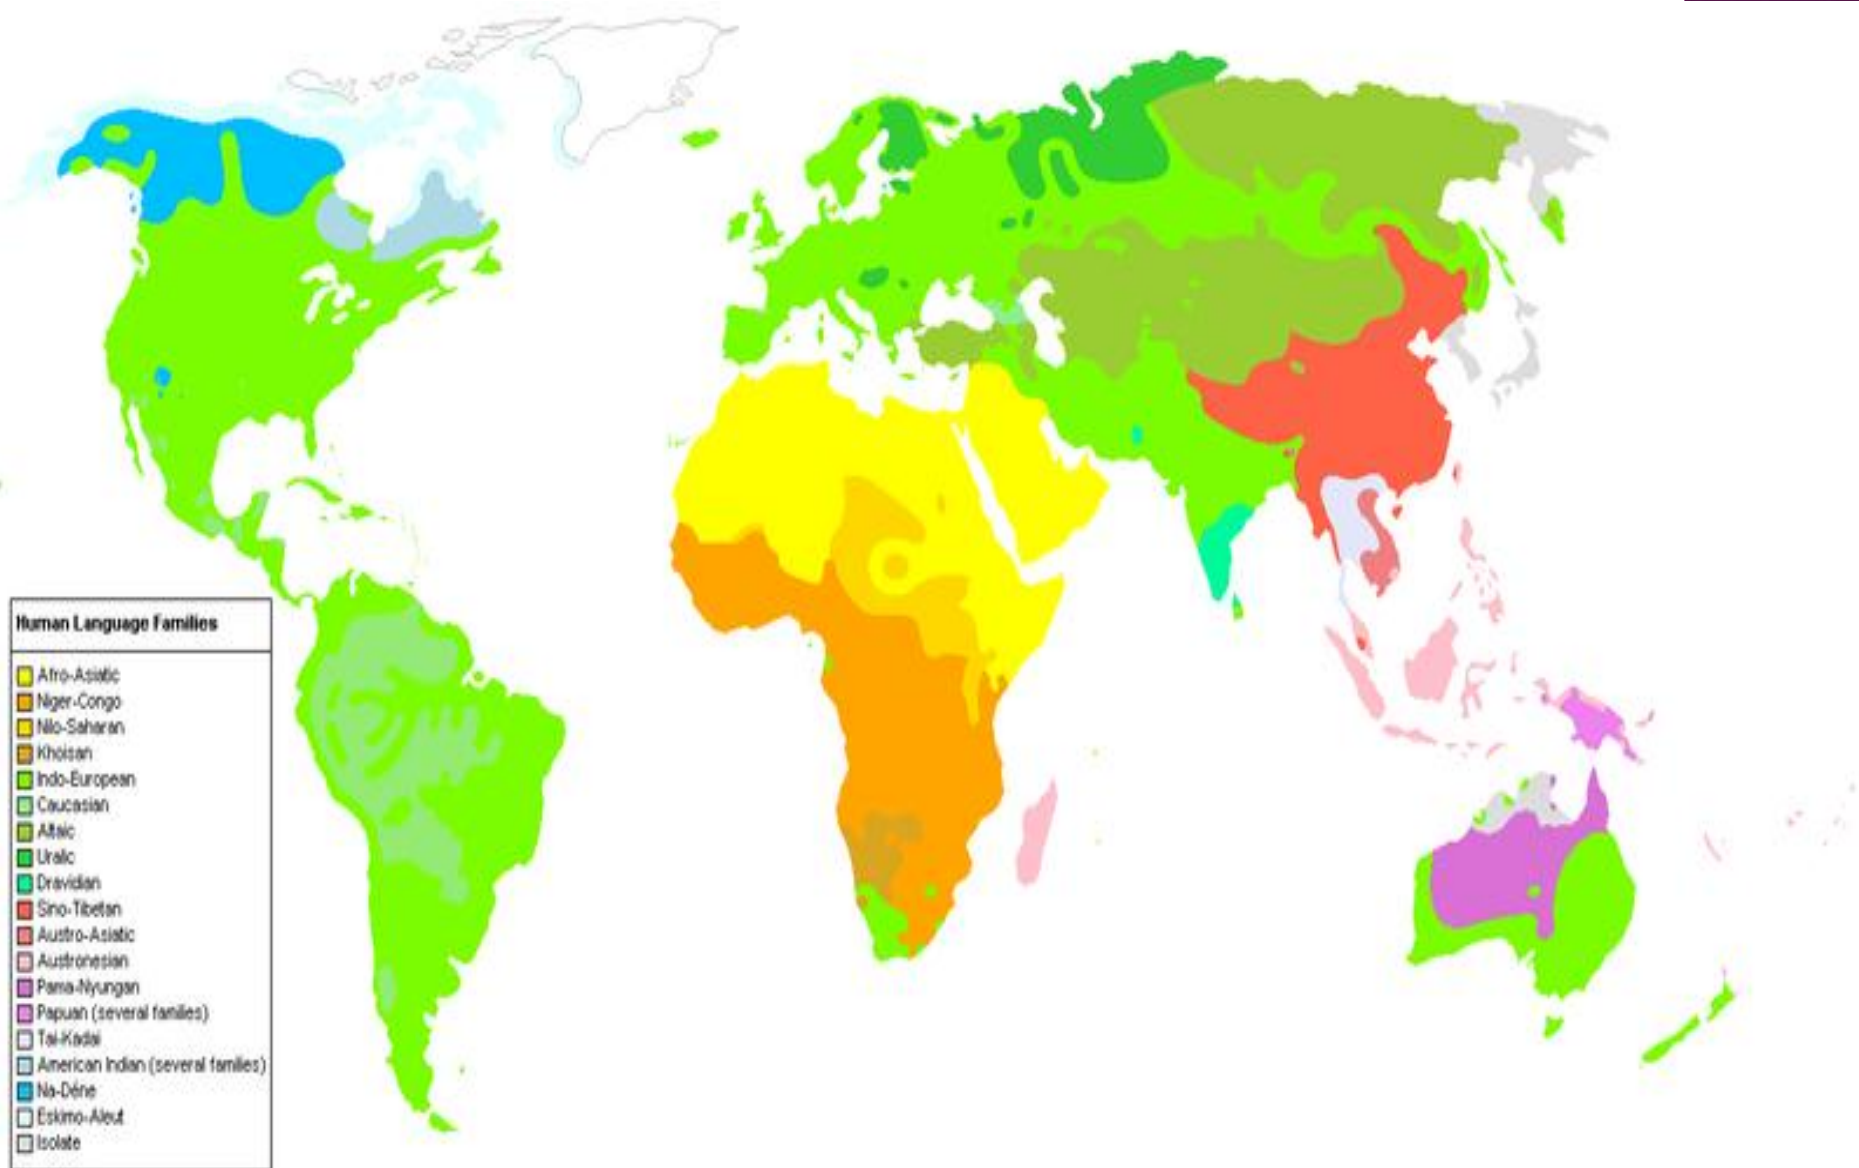 Human Language Families
Afro-Asiatic
Niger-Congo
Nilo-Saharan
Khoisan
Indo-European
Caucasian
Altaic
Uralic
Dravidian
Sino-Tibetan
Austro-Asiatic
Austronesian
Pama-Nyungan
Papuan (several families)
Tai-Kadai
American Indian (several families)
Na-Déne
Eskimo-Aleut
Isolate